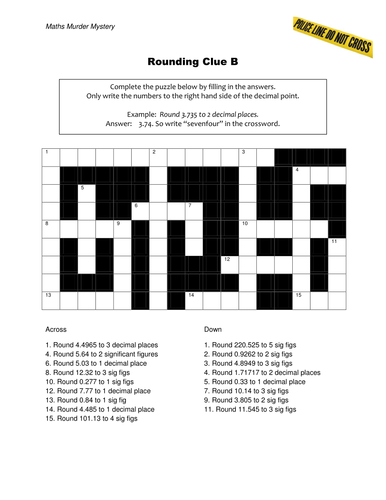 Maths Murder Mystery
POLICE LINE DO NOT CROSS
Rounding Clue B
Complete the puzzle below by filling in the answers.
Only write the numbers to the right hand side of the decimal point.
Example: Round 3.735 to 2 decimal places.
Answer: 3.74. So write "sevenfour" in the crossword.
1 2 3
4
5
6 7
8 9 10
11
12
13 14 15
Across
1. Round 4.4965 to 3 decimal places
4. Round 5.64 to 2 significant figures
6. Round 5.03 to 1 decimal place
8. Round 12.32 to 3 sig figs
10. Round 0.277 to 1 sig figs
12. Round 7.77 to 1 decimal place
13. Round 0.84 to 1 sig fig
14. Round 4.485 to 1 decimal place
15. Round 101.13 to 4 sig figs
Down
1. Round 220.525 to 5 sig figs
2. Round 0.9262 to 2 sig figs
3. Round 4.8949 to 3 sig figs
4. Round 1.71717 to 2 decimal places
5. Round 0.33 to 1 decimal place
7. Round 10.14 to 3 sig figs
9. Round 3.805 to 2 sig figs
11. Round 11.545 to 3 sig figs